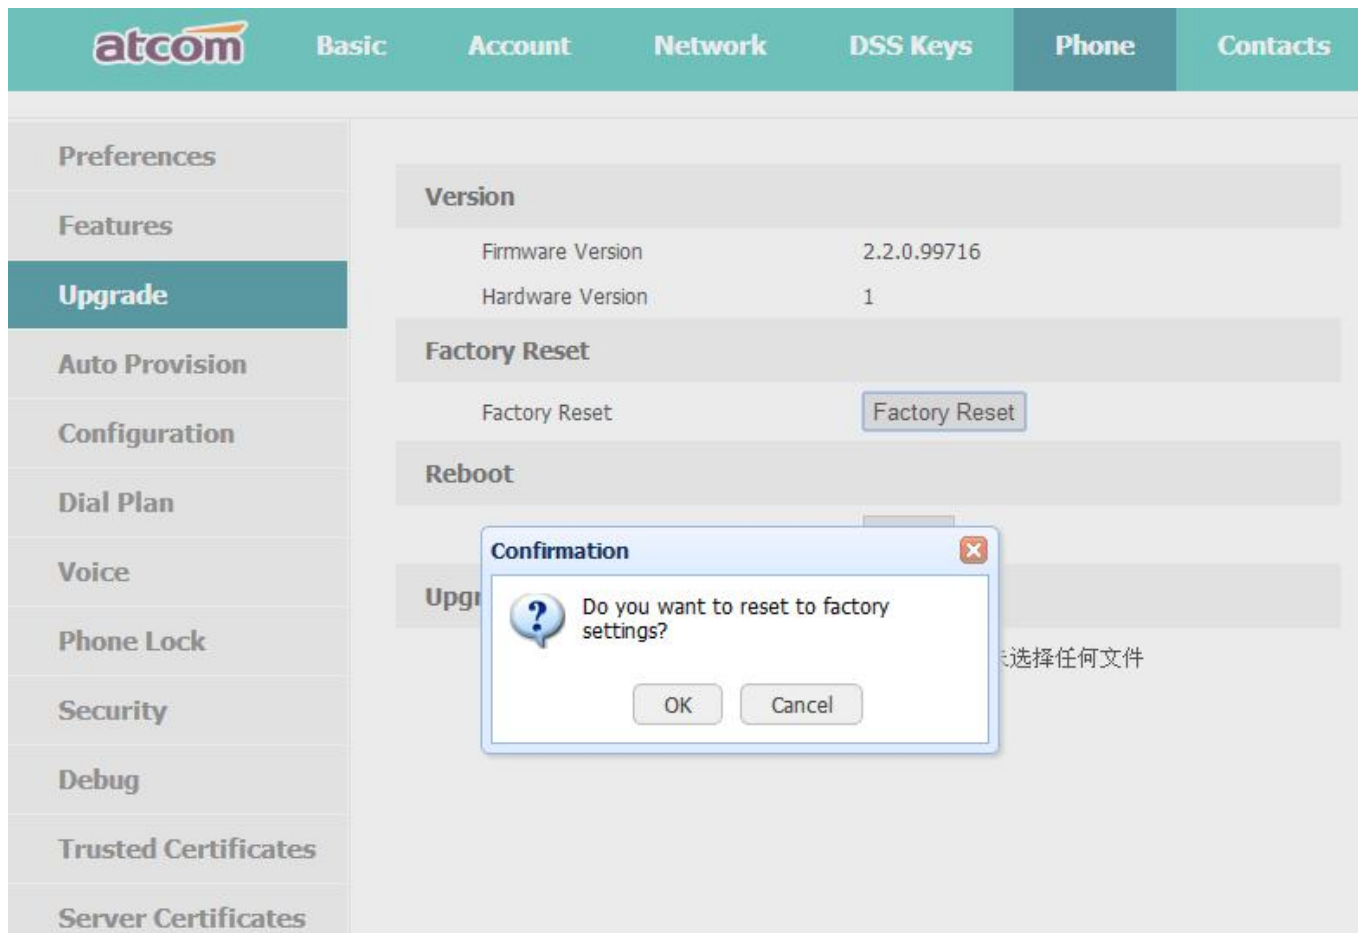 atcom Basic Account Network DSS Keys Phone Contacts
Preferences
Features
Upgrade
Auto Provision
Configuration
Dial Plan
Voice
Phone Lock
Security
Debug
Trusted Certificates
Server Certificates
Version
Firmware Version 2.2.0.99716
Hardware Version 1
Factory Reset
Factory Reset Factory Reset
Reboot
Confirmation
Do you want to reset to factory
settings?
OK Cancel
选择任何文件